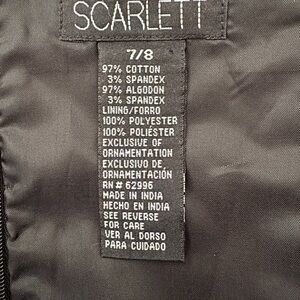 SCARLETT
7/8
97% COTTON
3% SPANDEX
97% ALGODON
3% SPANDEX
LINING/FORRO
100% POLYESTER
100% POLIÉSTER
EXCLUSIVE OF
ORNAMENTATION
EXCLUSIVO DE
ORNAMENTACIÓN
RN # 62996
MADE IN INDIA
HECHO EN INDIA
SEE REVERSE
FOR CARE
VER AL DORSO
PARA CUIDADO